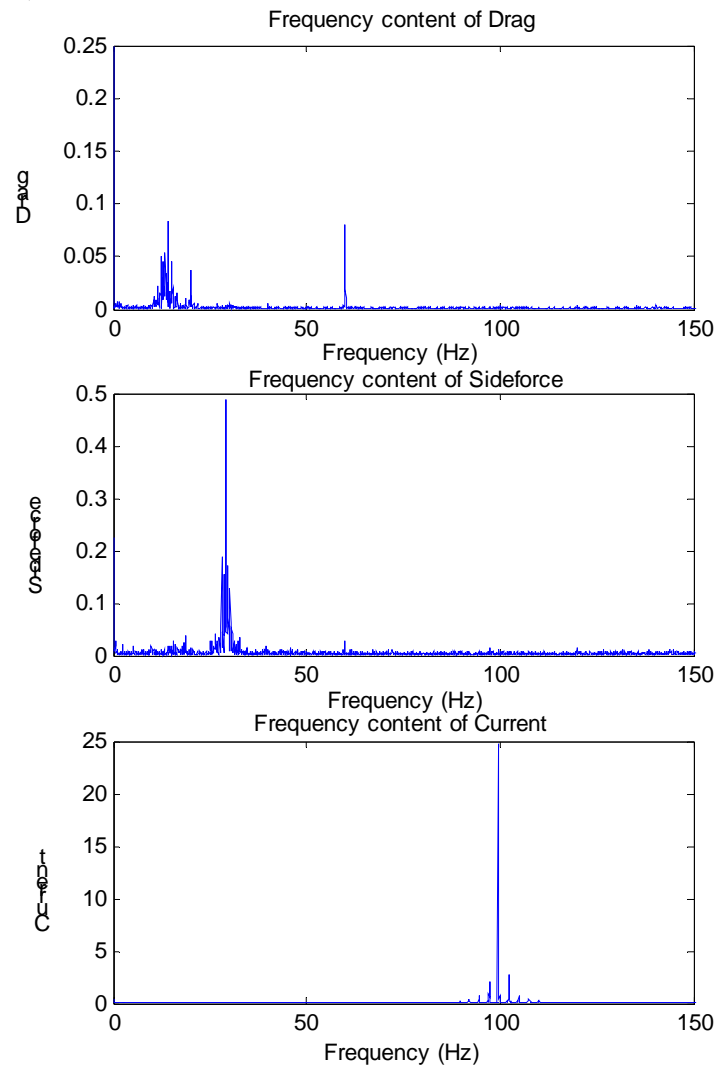 Frequency content of Drag
0.25
0.2
0.15
0.1
0.05
0
Drag
0 50 100 150
Frequency (Hz)
Frequency content of Sideforce
0.5
0.4
0.3
0.2
0.1
0
Sideforce
0 50 100 150
Frequency (Hz)
Frequency content of Current
25
20
15
10
5
0
Current
0 50 100 150
Frequency (Hz)